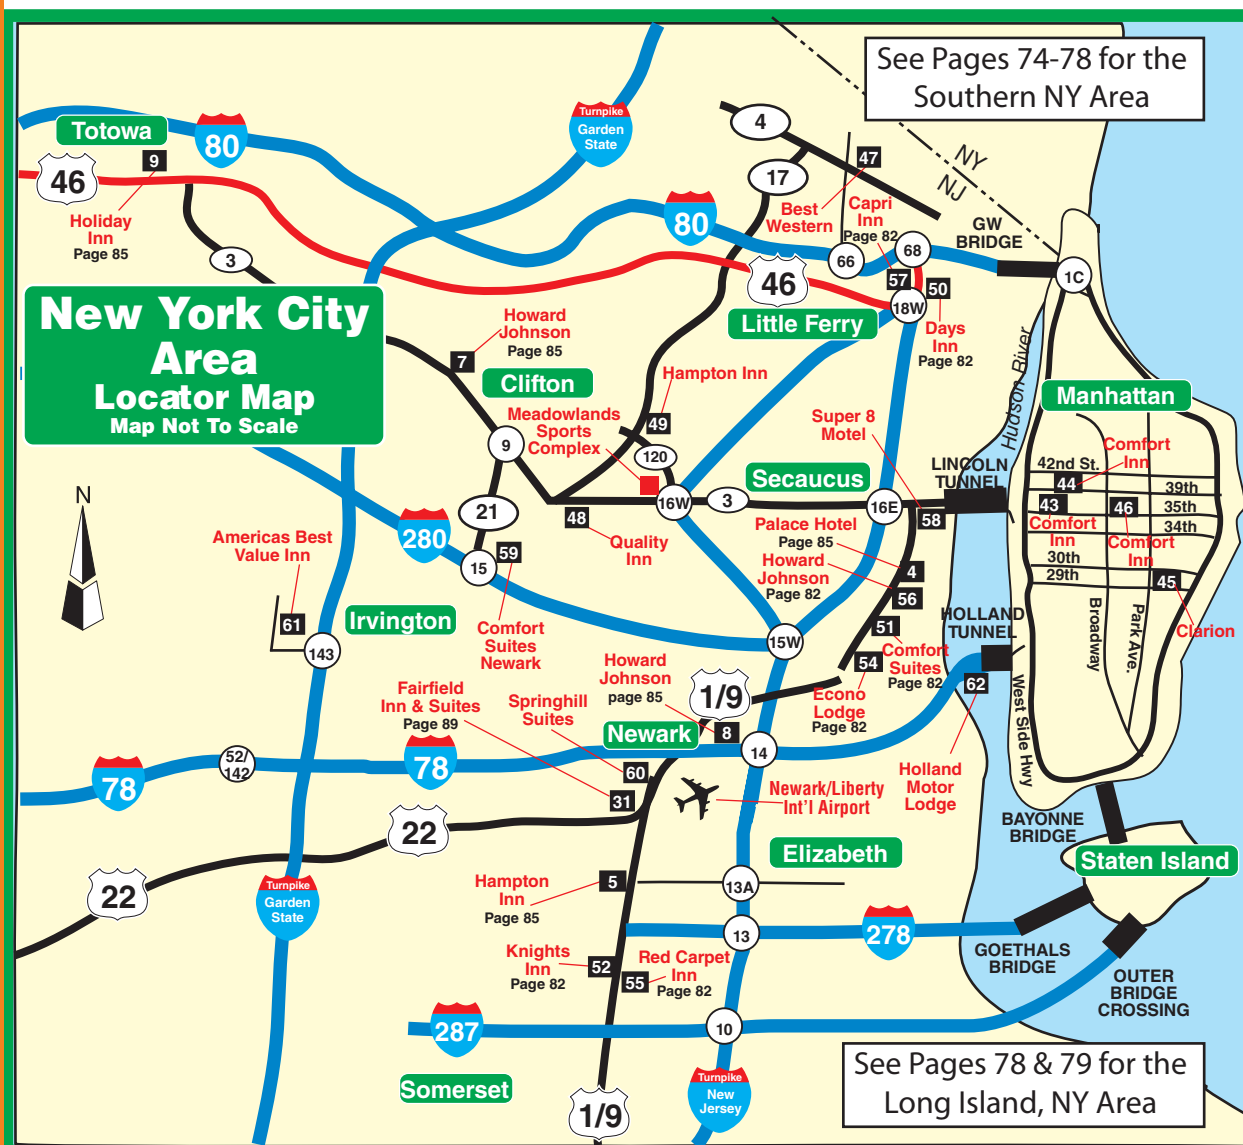 See Pages 74-78 for the
Southern NY Area
Turnpike
Garden
State
Totowa
80
4
9
46
NY
NJ
47
17
Holiday
Inn
Page 85
3
80
Best
Western
Capri
Inn
Page 82
GW
BRIDGE
66
68
1C
46
57
50
18W
New York City
Area
Locator Map
Map Not To Scale
Howard
Johnson
Page 85
7
Little Ferry
Days
Inn
Page 82
Hudson River
Clifton
Hampton Inn
Manhattan
Meadowlands
Sports
Complex
49
Super 8
Motel
9
120
Comfort
Inn
42nd St.
LINCOLN
TUNNEL
Secaucus
44
39th
N
16W
3
16E
43
46
35th
21
48
58
34th
Comfort
Inn
Comfort
Inn
280
Quality
Inn
Palace Hotel
Page 85
Americas Best
Value Inn
59
15
Howard
Johnson
Page 82
4
56
30th
29th
45
61
Irvington
Comfort
Suites
Newark
51
HOLLAND
TUNNEL
Broadway
Park Ave.
Clarion
143
15W
Comfort
Suites
Page 82
54
Howard
Johnson
page 85
1/9
62
West Side Hwy
Fairfield
Inn & Suites
Page 89
Springhill
Suites
Econo
Lodge
Page 82
8
Newark
14
52/
142
78
78
60
31
Newark/Liberty
Int'l Airport
Holland
Motor
Lodge
BAYONNE
BRIDGE
22
Elizabeth
Staten Island
22
Turnpike
Garden
State
Hampton
Inn
Page 85
5
13A
13
278
GOETHALS
BRIDGE
Knights
Inn
Page 82
52
55
Red Carpet
Inn
Page 82
OUTER
BRIDGE
CROSSING
287
10
See Pages 78 & 79 for the
Long Island, NY Area
Somerset
Turnpike
New
Jersey
1/9